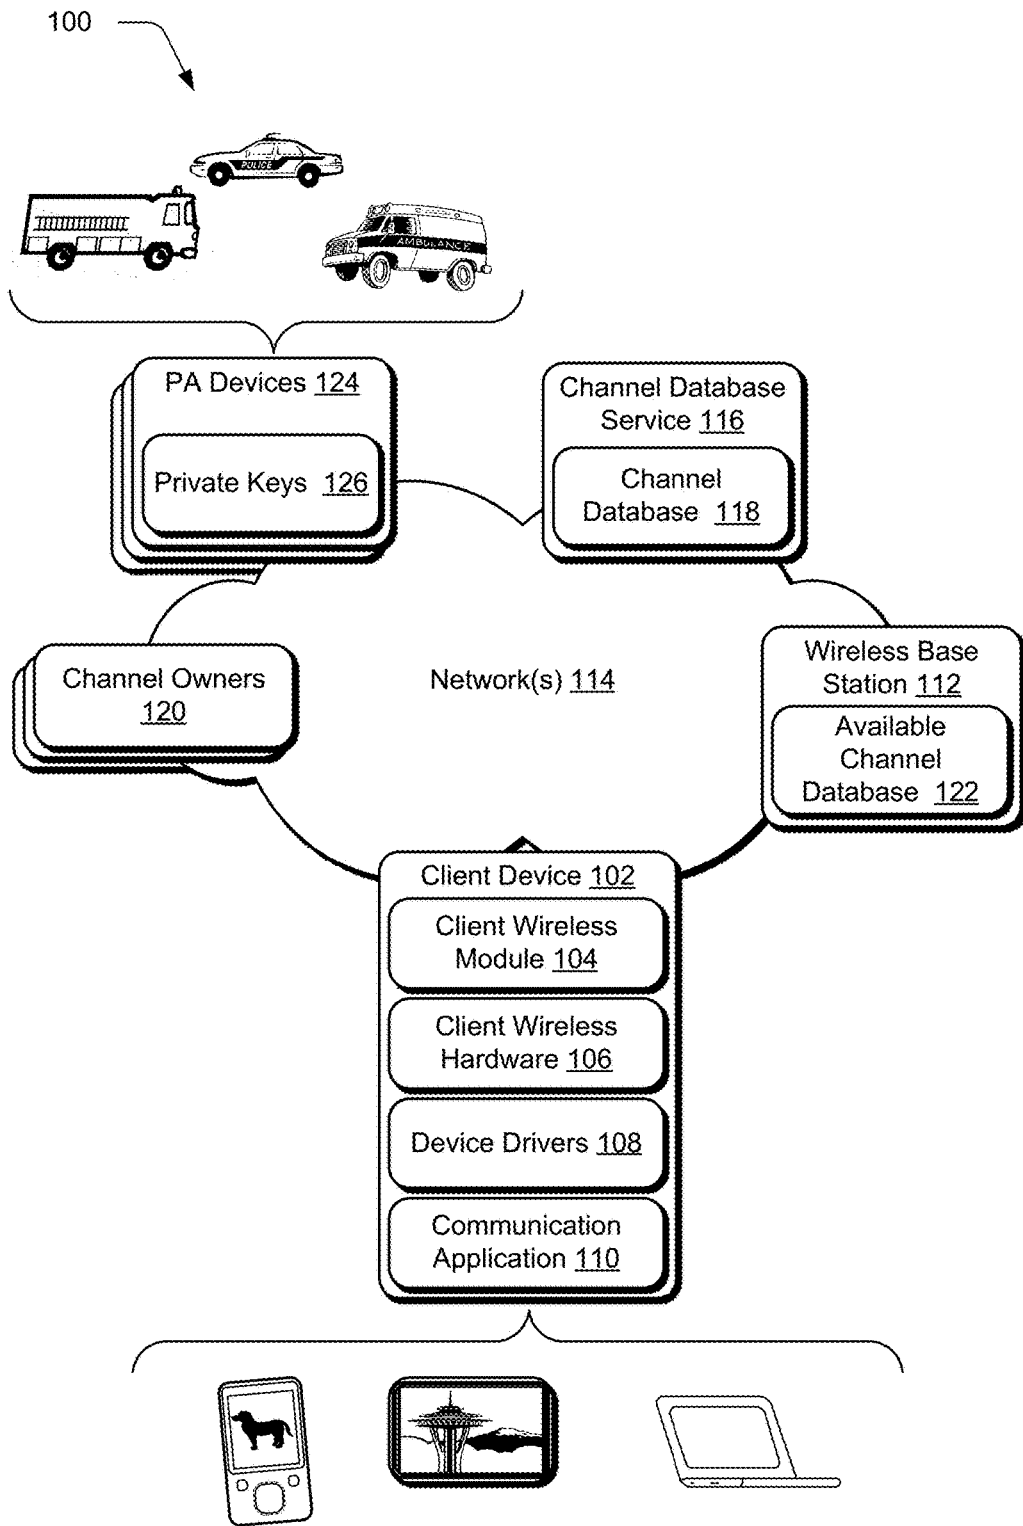 100
POLICE
AMBULANCE
PA Devices 124
Private Keys 126
Channel Database
Service 116
Channel
Database 118
Channel Owners
120
Network(s) 114
Wireless Base
Station 112
Available
Channel
Database 122
Client Device 102
Client Wireless
Module 104
Client Wireless
Hardware 106
Device Drivers 108
Communication
Application 110